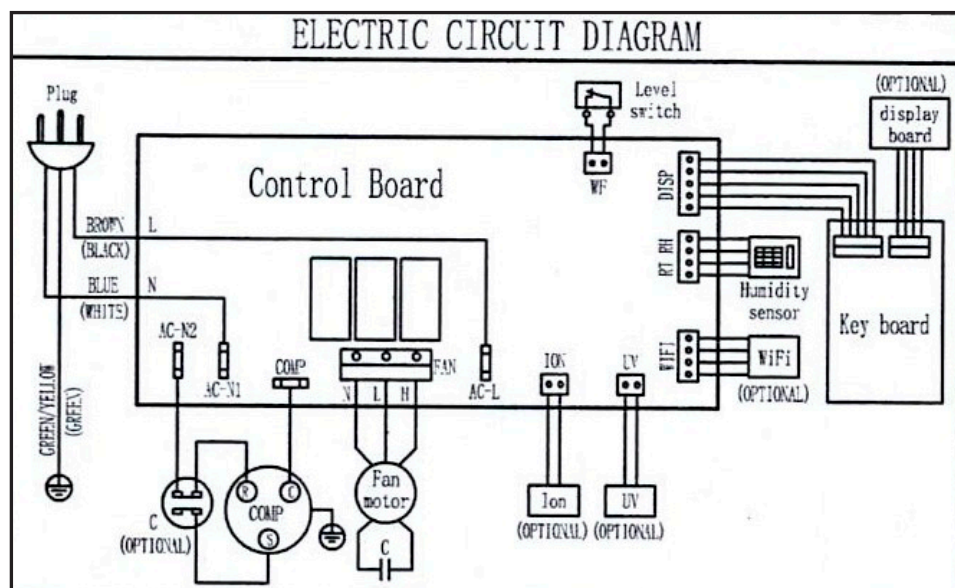 ELECTRIC CIRCUIT DIAGRAM
Plug
Level
switch
(OPTIONAL)
display
board
WF
DISP
Control Board
BROWN
(BLACK)
L
BLUE
(WHITE)
N
RT RH
Humidity
sensor
Key board
AC-N2
AC-N1
COMP
FAN
N L H
AC-L
ION
UV
WIFI
WiFi
(OPTIONAL)
GREEN/YELLOW
(GREEN)
C
(OPTIONAL)
R
C
COMP
S
Fan
motor
C
Ion
(OPTIONAL)
UV
(OPTIONAL)